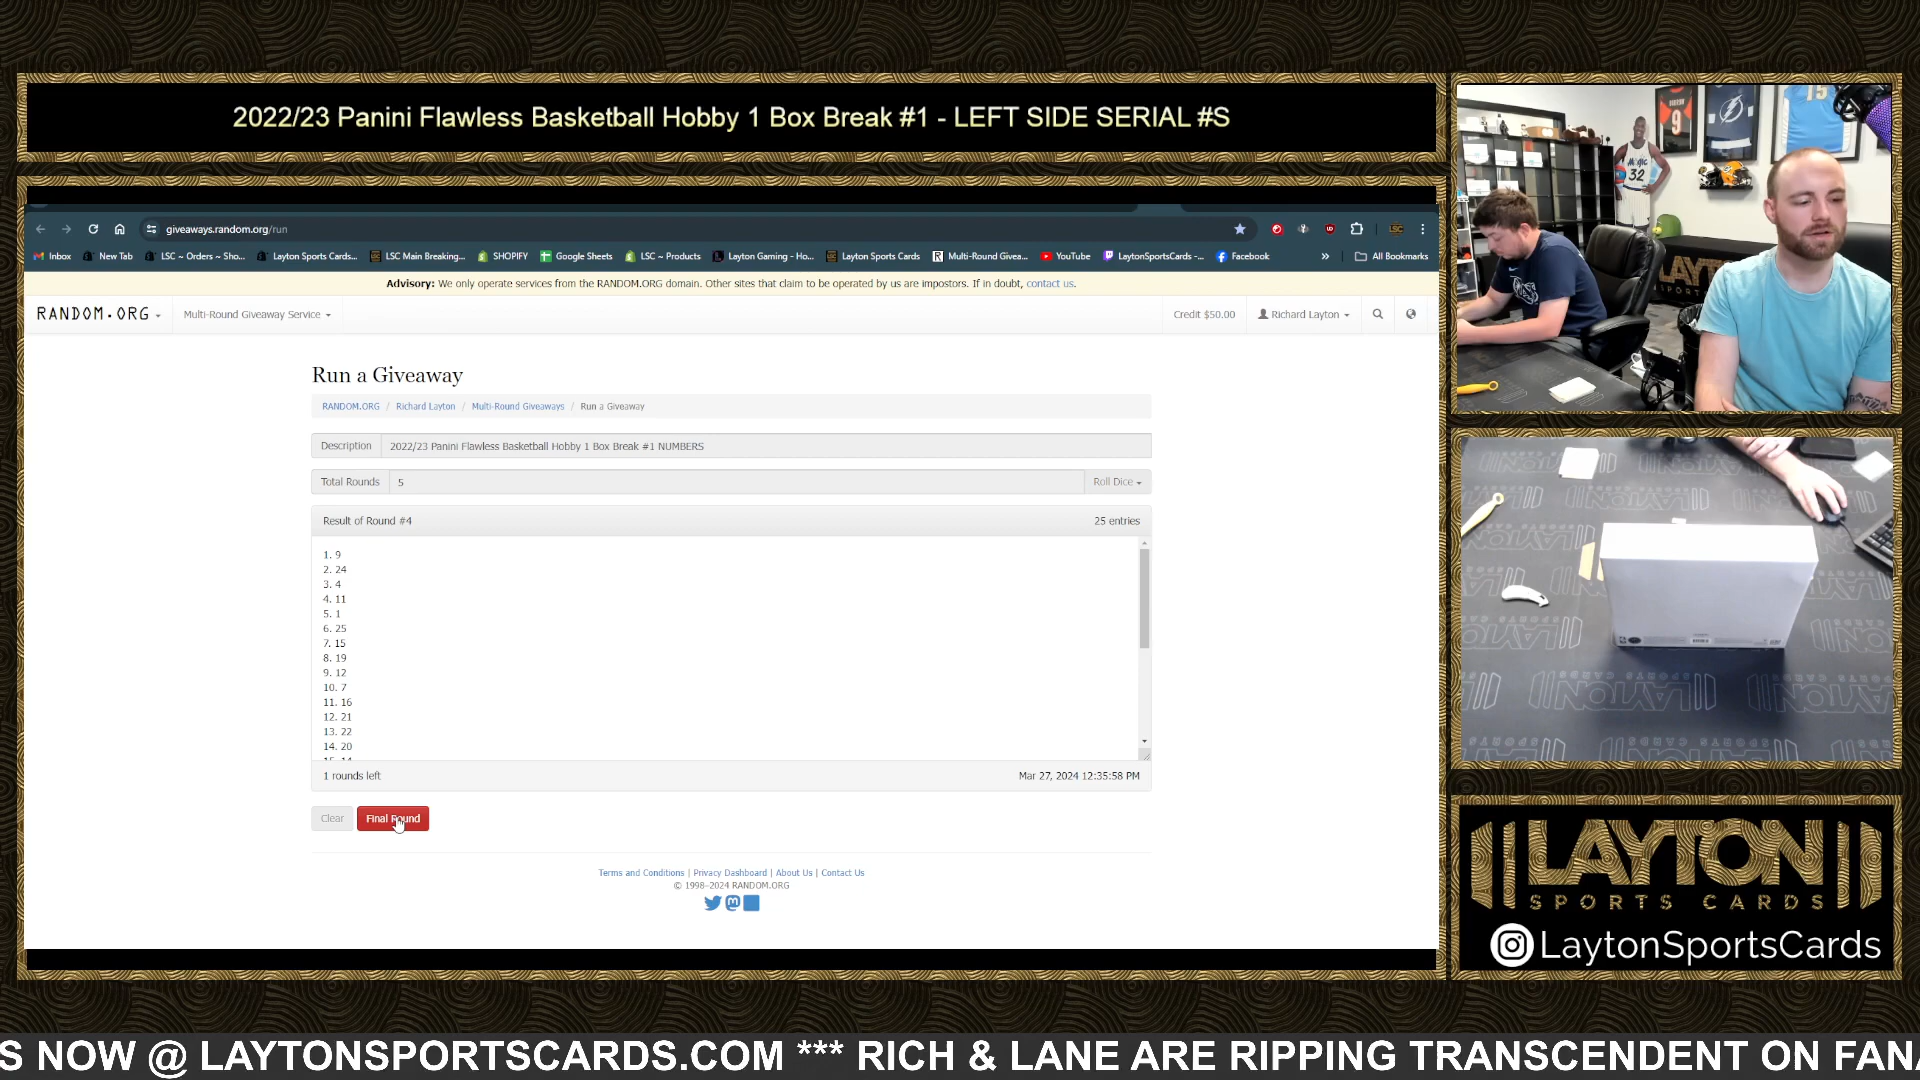 2022/23 Panini Flawless Basketball Hobby 1 Box Break #1 - LEFT SIDE SERIAL #S
giveaways.random.org/run
Inbox New Tab LSC ~ Orders ~ Sho... Layton Sports Cards... LSC Main Breaking... SHOPIFY Google Sheets LSC ~ Products Layton Gaming - Ho... Layton Sports Cards Multi-Round Givea... YouTube LaytonSportsCards -... Facebook » All Bookmarks
Advisory: We only operate services from the RANDOM.ORG domain. Other sites that claim to be operated by us are impostors. If in doubt, contact us.
RANDOM.ORG Multi-Round Giveaway Service Credit $50.00 Richard Layton
Run a Giveaway
RANDOM.ORG / Richard Layton / Multi-Round Giveaways / Run a Giveaway
Description 2022/23 Panini Flawless Basketball Hobby 1 Box Break #1 NUMBERS
Total Rounds 5 Roll Dice
Result of Round #4 25 entries
1. 9
2. 24
3. 4
4. 11
5. 1
6. 25
7. 15
8. 19
9. 12
10. 7
11. 16
12. 21
13. 22
14. 20
1 rounds left Mar 27, 2024 12:35:58 PM
Clear Final Round
Terms and Conditions | Privacy Dashboard | About Us | Contact Us
© 1998–2024 RANDOM.ORG
9
15
MAGIC
32
LAYTON
LAYTON
SPORTS CARDS
LaytonSportsCards
S NOW @ LAYTONSPORTSCARDS.COM *** RICH & LANE ARE RIPPING TRANSCENDENT ON FANA